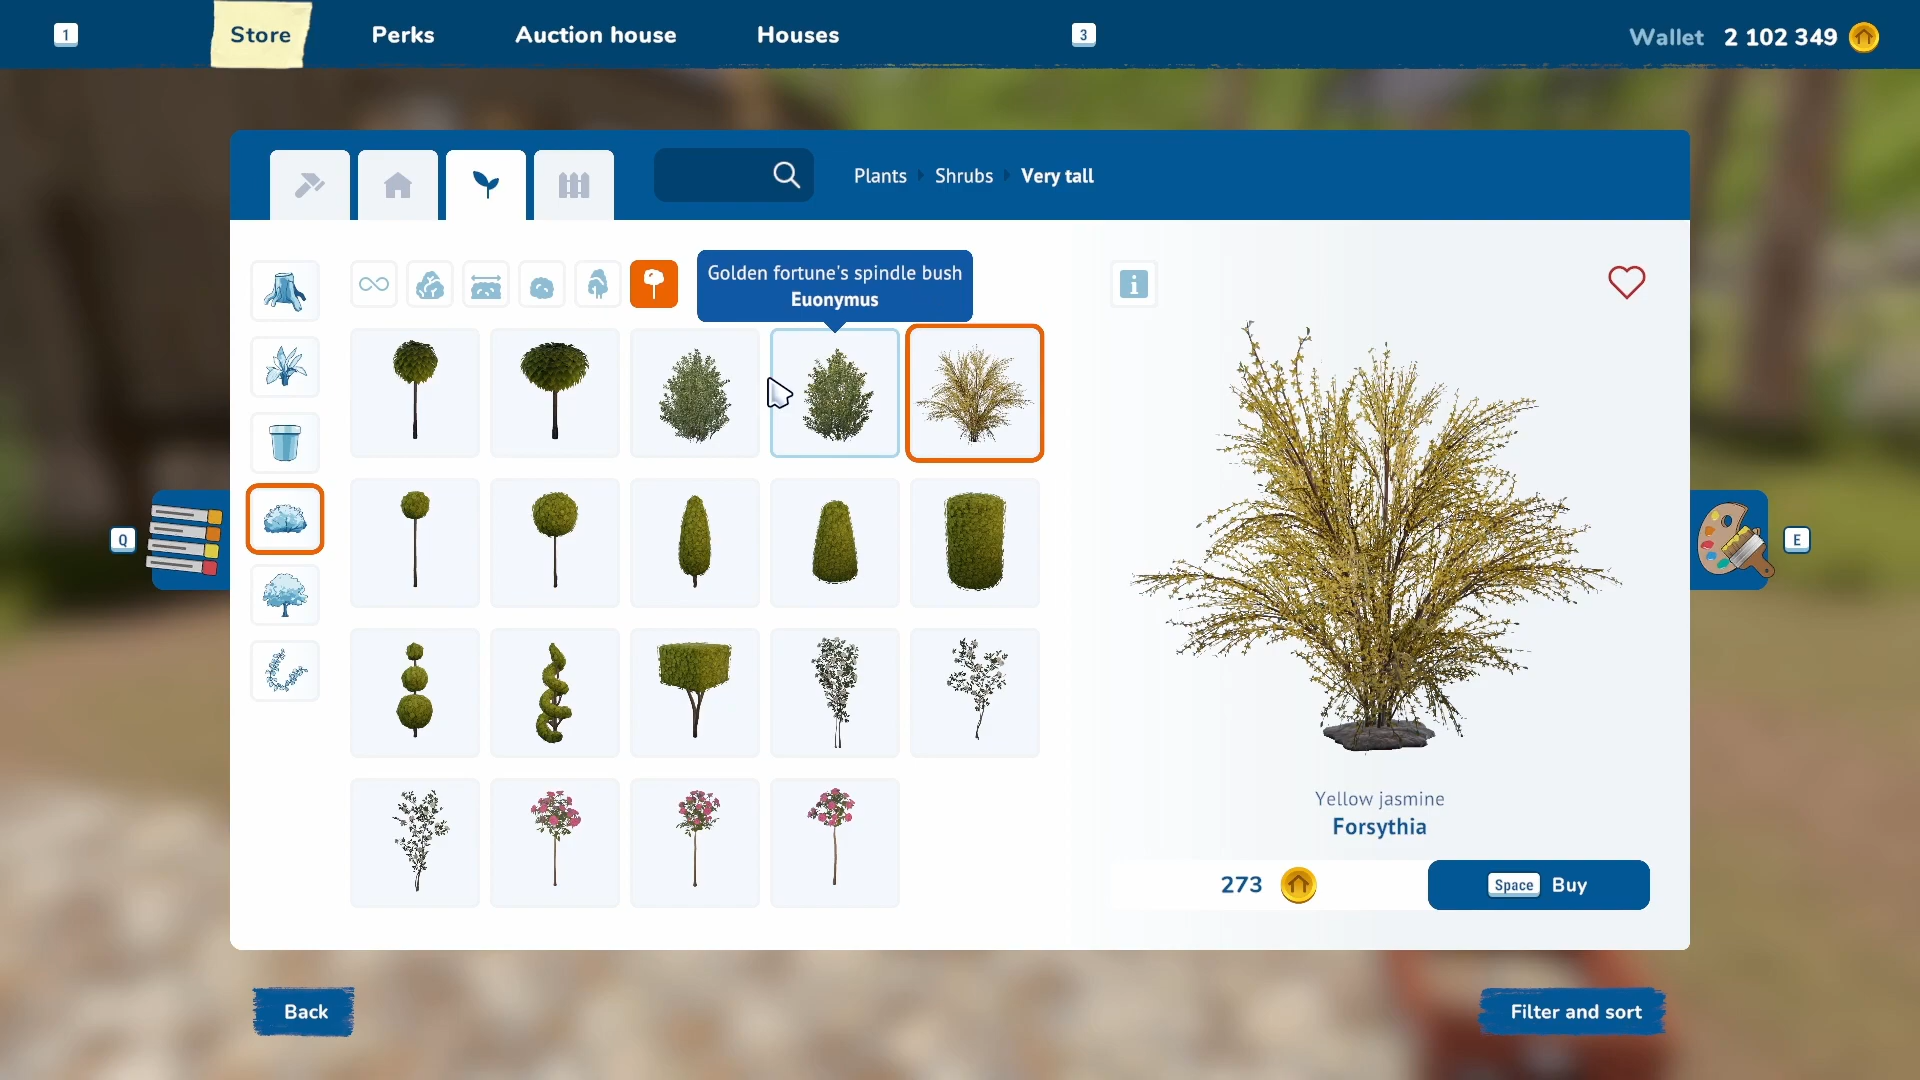 1
Store
Perks
Auction house
Houses
3
Wallet 2 102 349
Plants Shrubs Very tall
Golden fortune's spindle bush
Euonymus
i
Q
E
Yellow jasmine
Forsythia
273
Space Buy
Back
Filter and sort